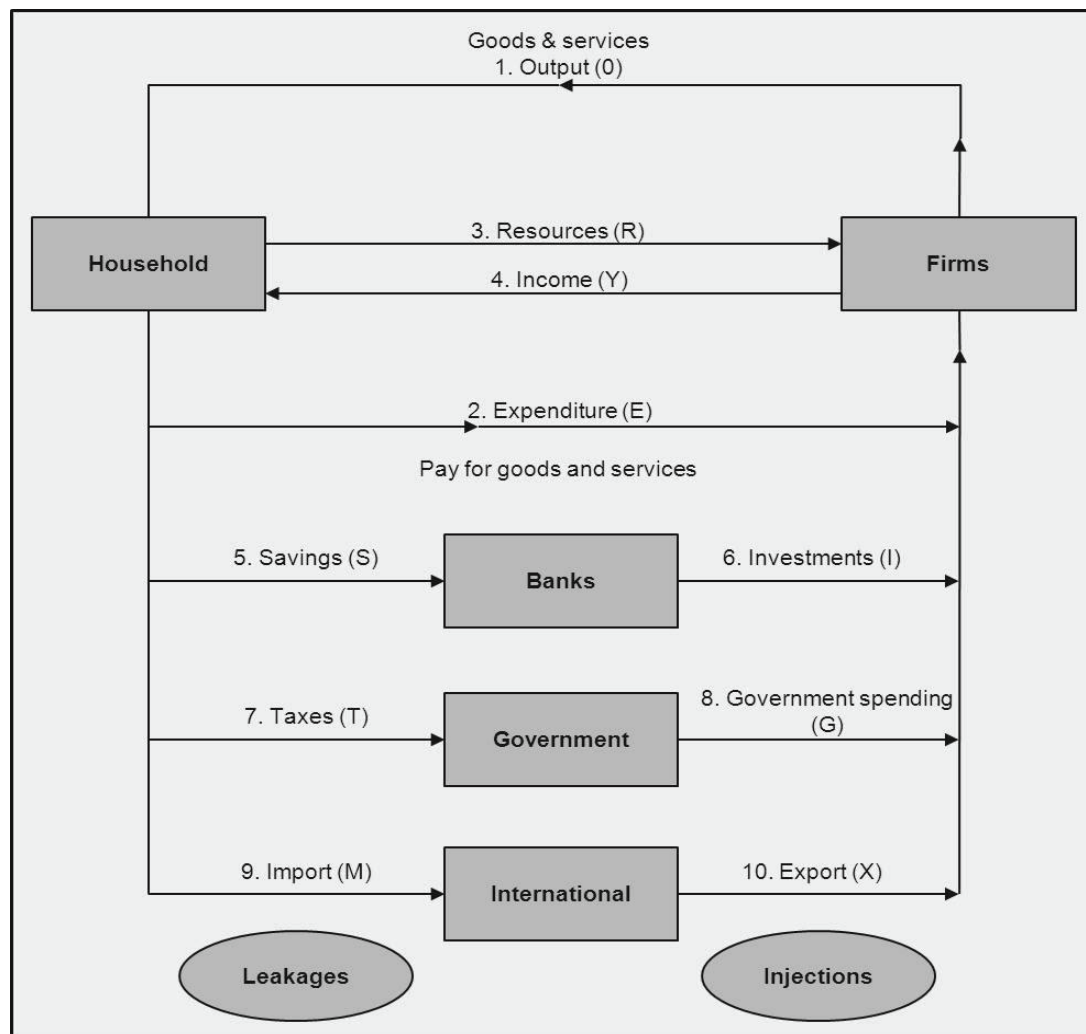 Goods & services
1. Output (0)
3. Resources (R)
Household
Firms
4. Income (Y)
2. Expenditure (E)
Pay for goods and services
5. Savings (S)
Banks
6. Investments (I)
7. Taxes (T)
Government
8. Government spending
(G)
9. Import (M)
International
10. Export (X)
Leakages
Injections